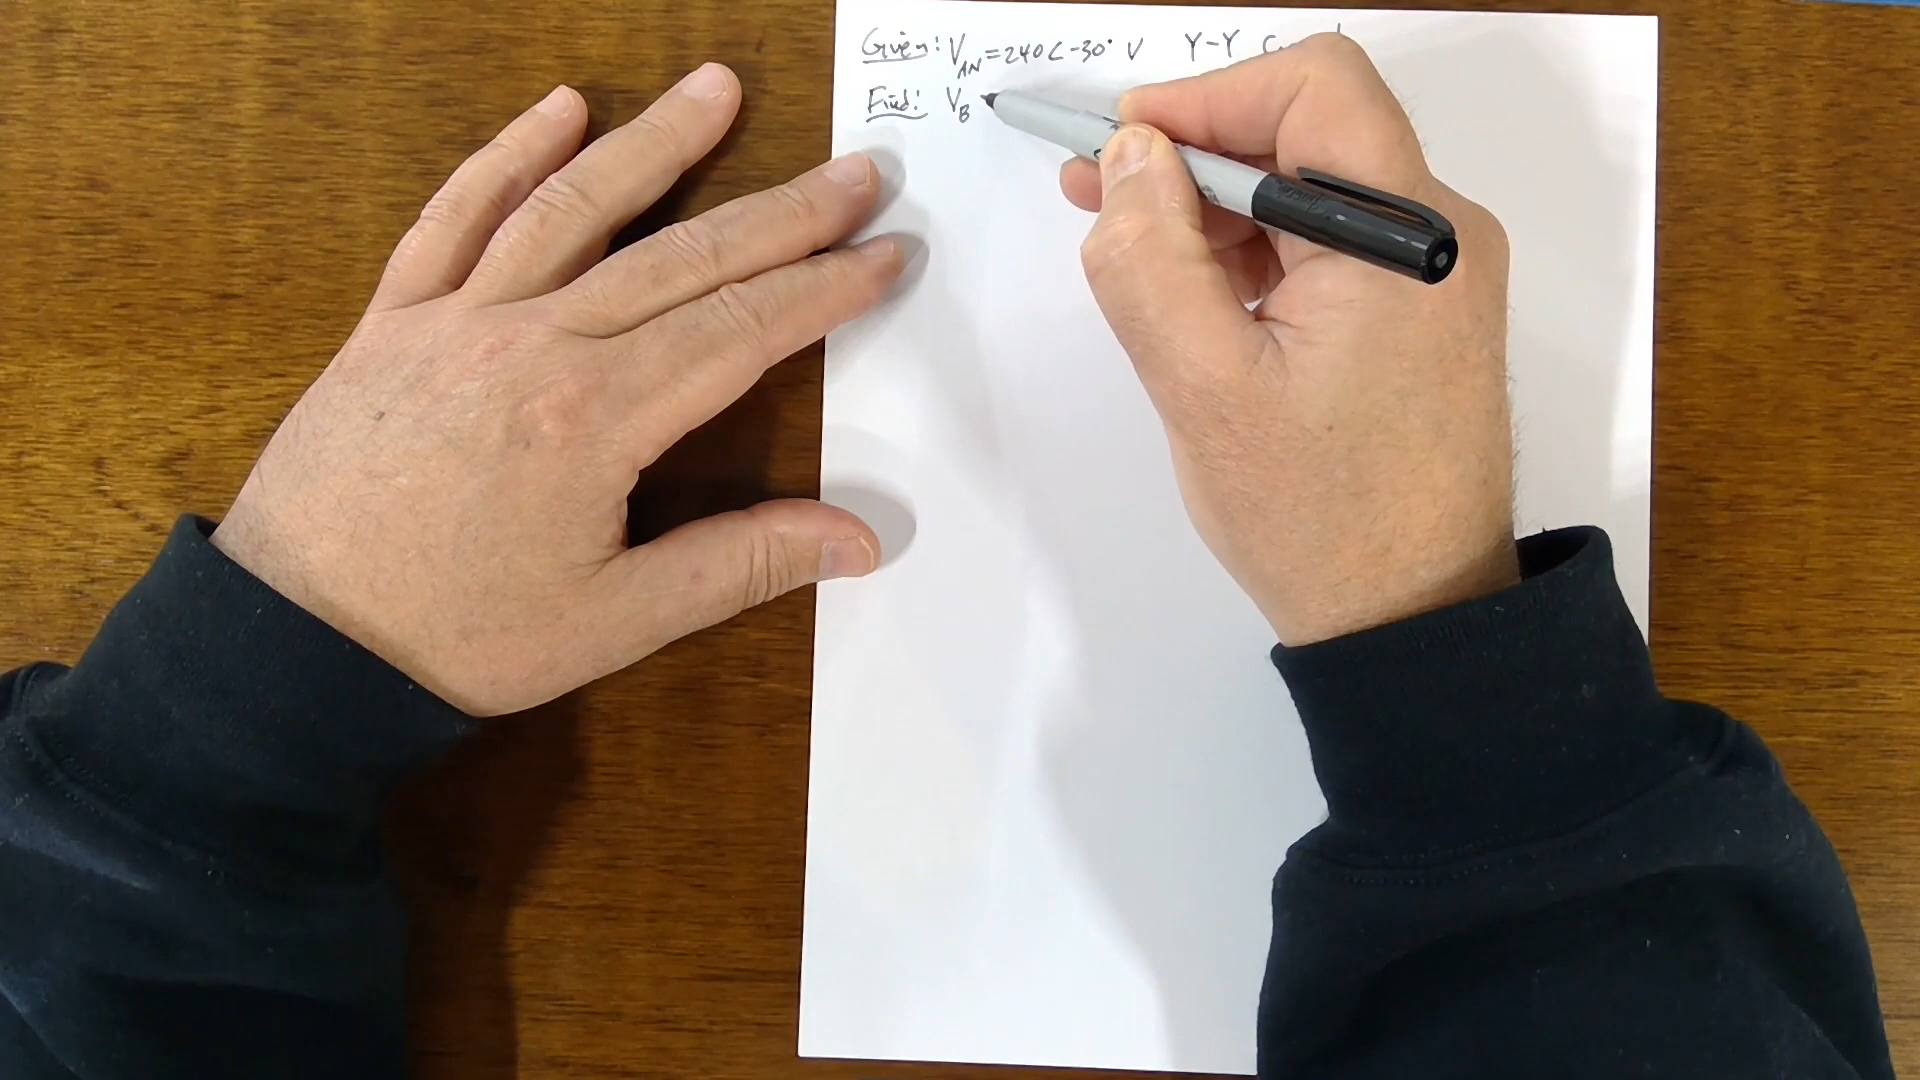 Given: V_AN = 240∠-30° V Y-Y
Find: V_B